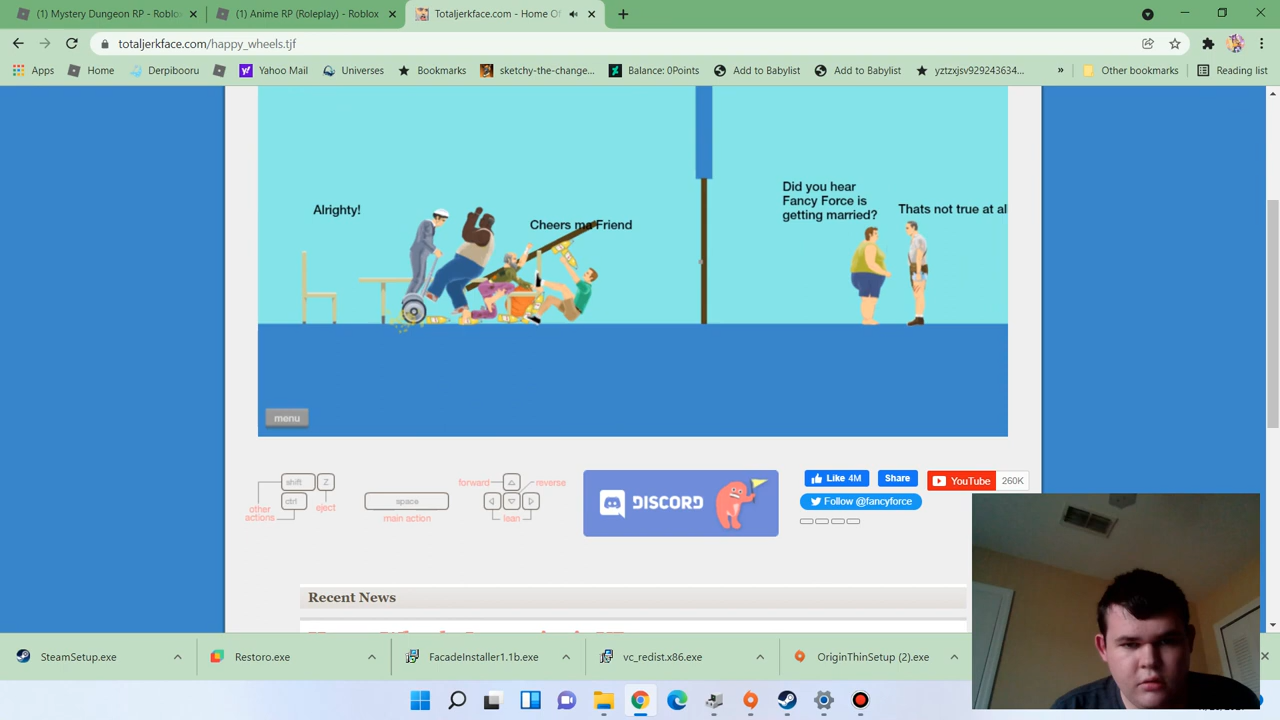 (1) Mystery Dungeon RP - Roblox
(1) Anime RP (Roleplay) - Roblox
Totaljerkface.com - Home Of
totaljerkface.com/happy_wheels.tjf
Apps
Home
Derpibooru
Yahoo Mail
Universes
Bookmarks
sketchy-the-change...
Balance: 0Points
Add to Babylist
Add to Babylist
yztzxjsv929243634...
»
Other bookmarks
Reading list
Alrighty!
Cheers ma Friend
Did you hear
Fancy Force is
getting married?
Thats not true at al
menu
shift
Z
ctrl
other
actions
eject
space
main action
forward
reverse
lean
DISCORD
Like 4M
Share
YouTube
260K
Follow @fancyforce
Recent News
SteamSetup.exe
Restoro.exe
FacadeInstaller1.1b.exe
vc_redist.x86.exe
OriginThinSetup (2).exe